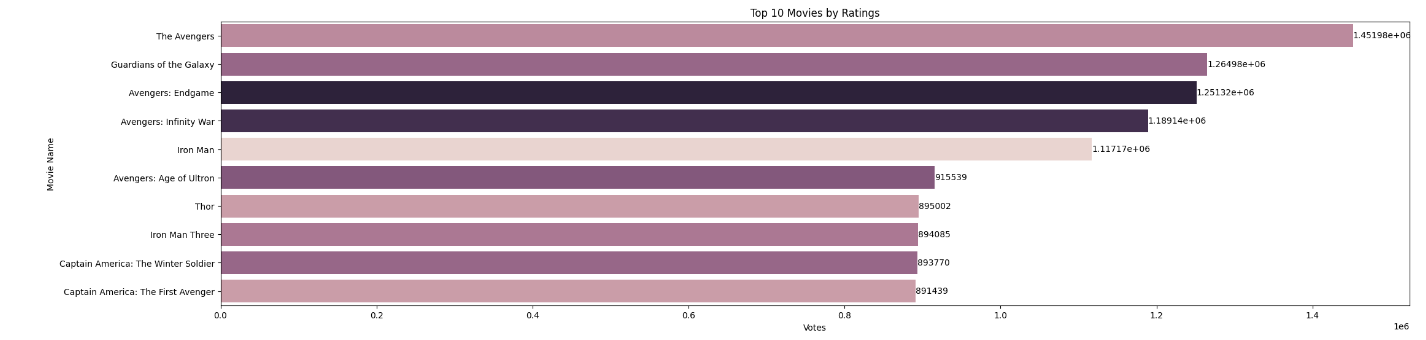 Top 10 Movies by Ratings
Movie Name
The Avengers 1.45198e+06
Guardians of the Galaxy 1.26498e+06
Avengers: Endgame 1.25132e+06
Avengers: Infinity War 1.18914e+06
Iron Man 1.11717e+06
Avengers: Age of Ultron 915539
Thor 895002
Iron Man Three 894085
Captain America: The Winter Soldier 893770
Captain America: The First Avenger 891439
0.0 0.2 0.4 0.6 0.8 1.0 1.2 1.4
Votes 1e6